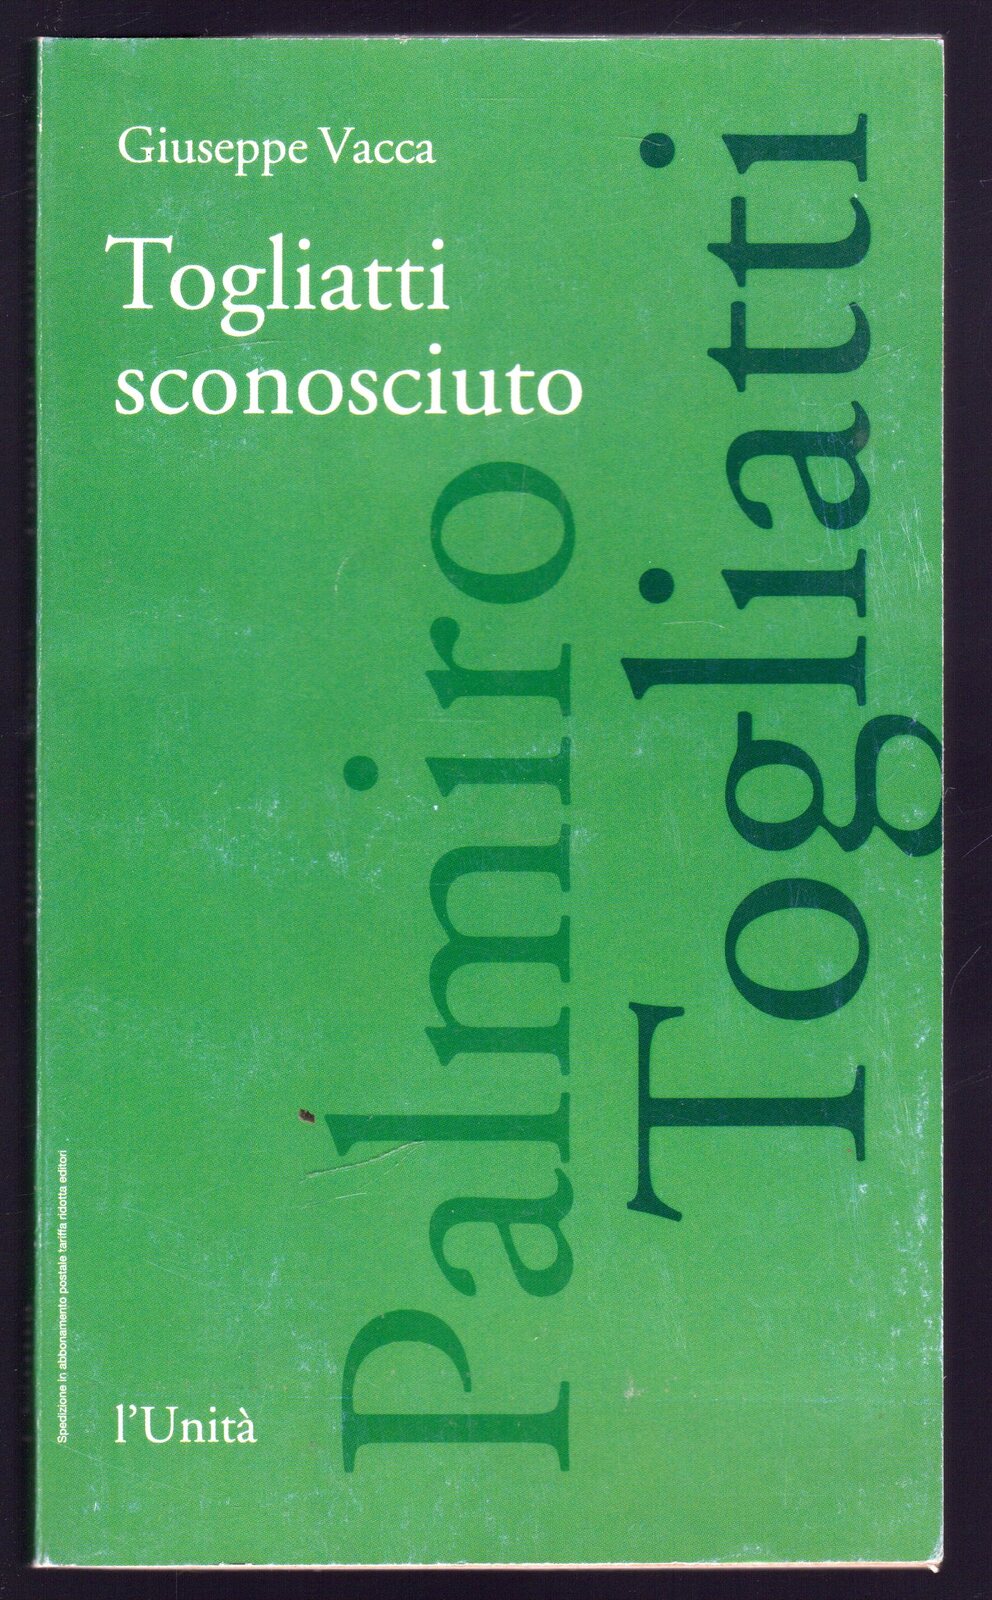 Giuseppe Vacca
Togliatti
sconosciuto
Palmiro
Togliatti
Spedizione in abbonamento postale tariffa ridotta editori
l'Unità